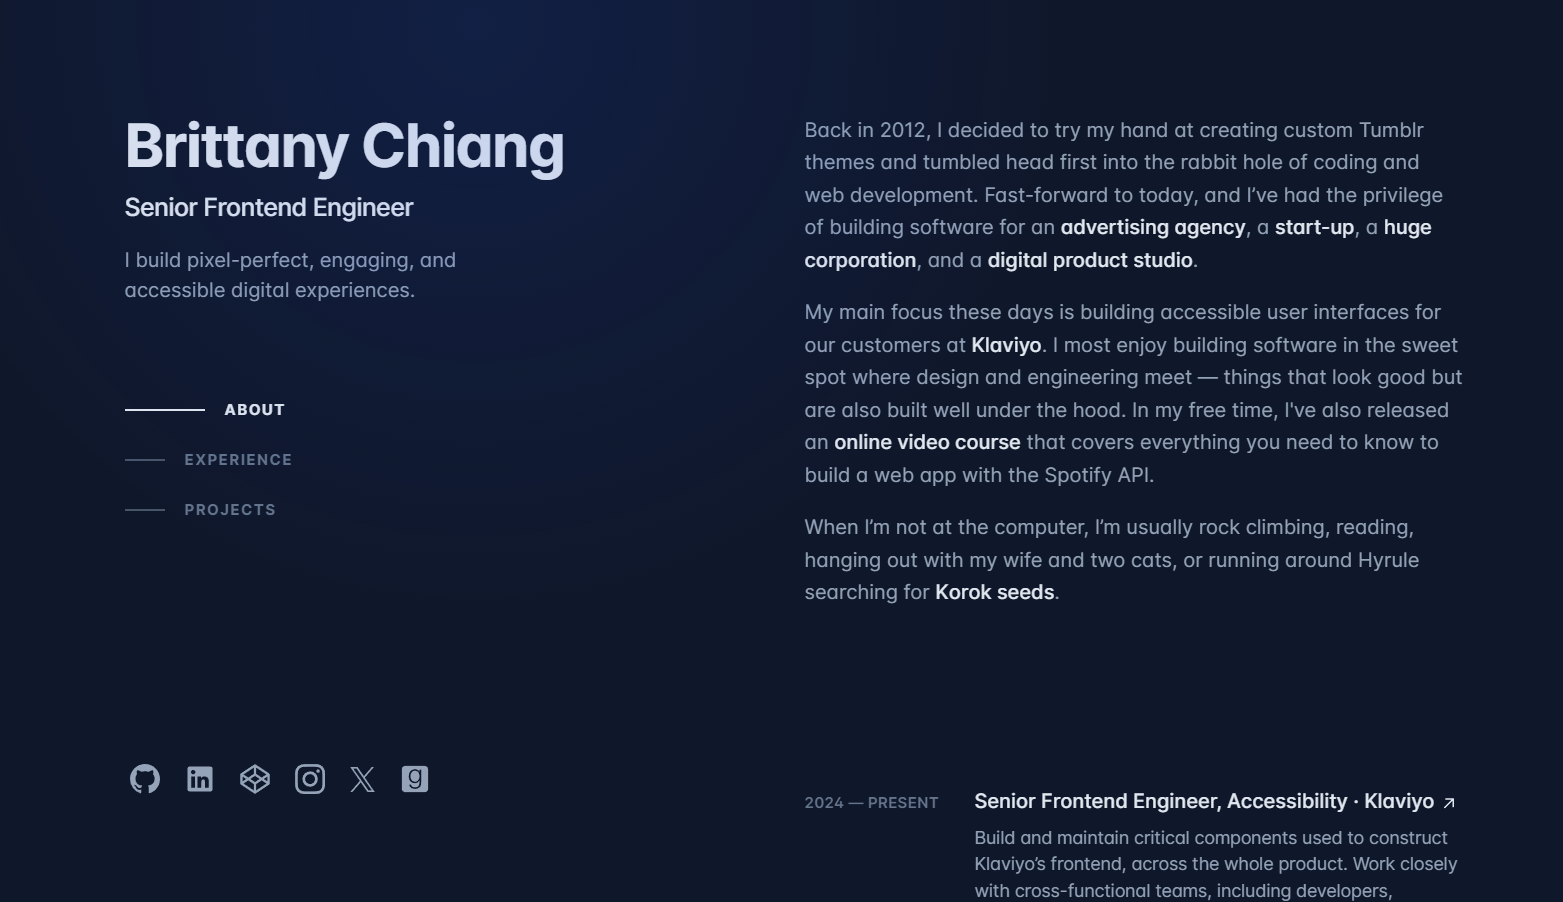 Brittany Chiang
Senior Frontend Engineer
I build pixel-perfect, engaging, and
accessible digital experiences.
ABOUT
EXPERIENCE
PROJECTS
Back in 2012, I decided to try my hand at creating custom Tumblr
themes and tumbled head first into the rabbit hole of coding and
web development. Fast-forward to today, and I’ve had the privilege
of building software for an advertising agency, a start-up, a huge
corporation, and a digital product studio.
My main focus these days is building accessible user interfaces for
our customers at Klaviyo. I most enjoy building software in the sweet
spot where design and engineering meet — things that look good but
are also built well under the hood. In my free time, I've also released
an online video course that covers everything you need to know to
build a web app with the Spotify API.
When I’m not at the computer, I’m usually rock climbing, reading,
hanging out with my wife and two cats, or running around Hyrule
searching for Korok seeds.
2024 — PRESENT
Senior Frontend Engineer, Accessibility · Klaviyo
Build and maintain critical components used to construct
Klaviyo’s frontend, across the whole product. Work closely
with cross-functional teams, including developers,